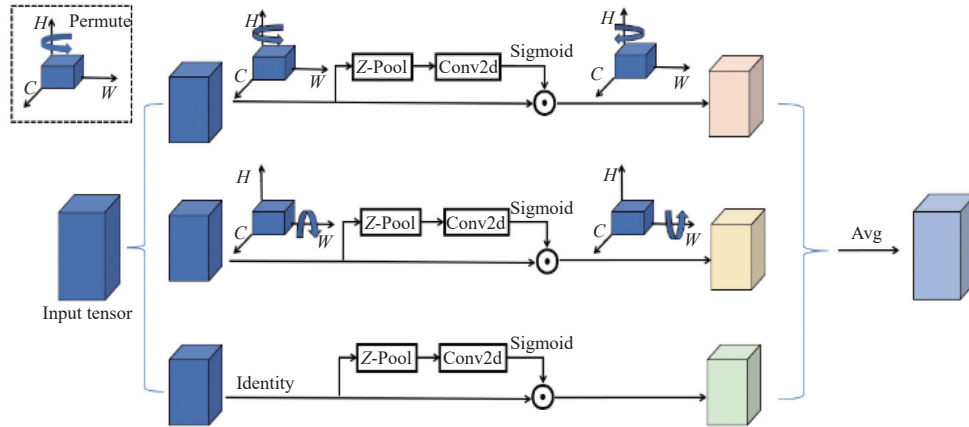 H Permute
C W
H
C W
Z-Pool Conv2d Sigmoid
H
C W
H
C W
Z-Pool Conv2d Sigmoid
H
C W
Input tensor
Avg
Identity Z-Pool Conv2d Sigmoid